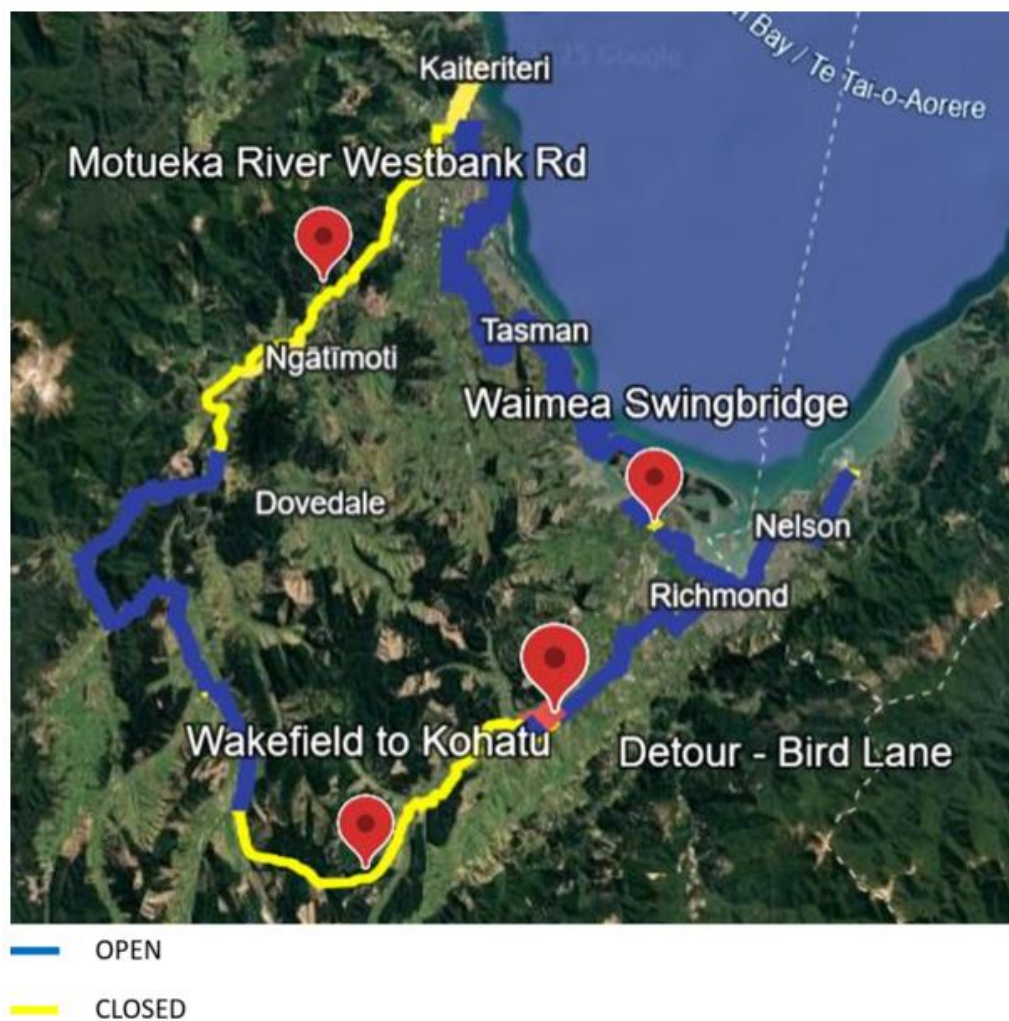 Kaiteriteri
Bay / Te Tai-o-Aorere
Motueka River Westbank Rd
Tasman
Ngātīmoti
Waimea Swingbridge
Dovedale
Nelson
Richmond
Wakefield to Kohatu
Detour - Bird Lane
OPEN
CLOSED